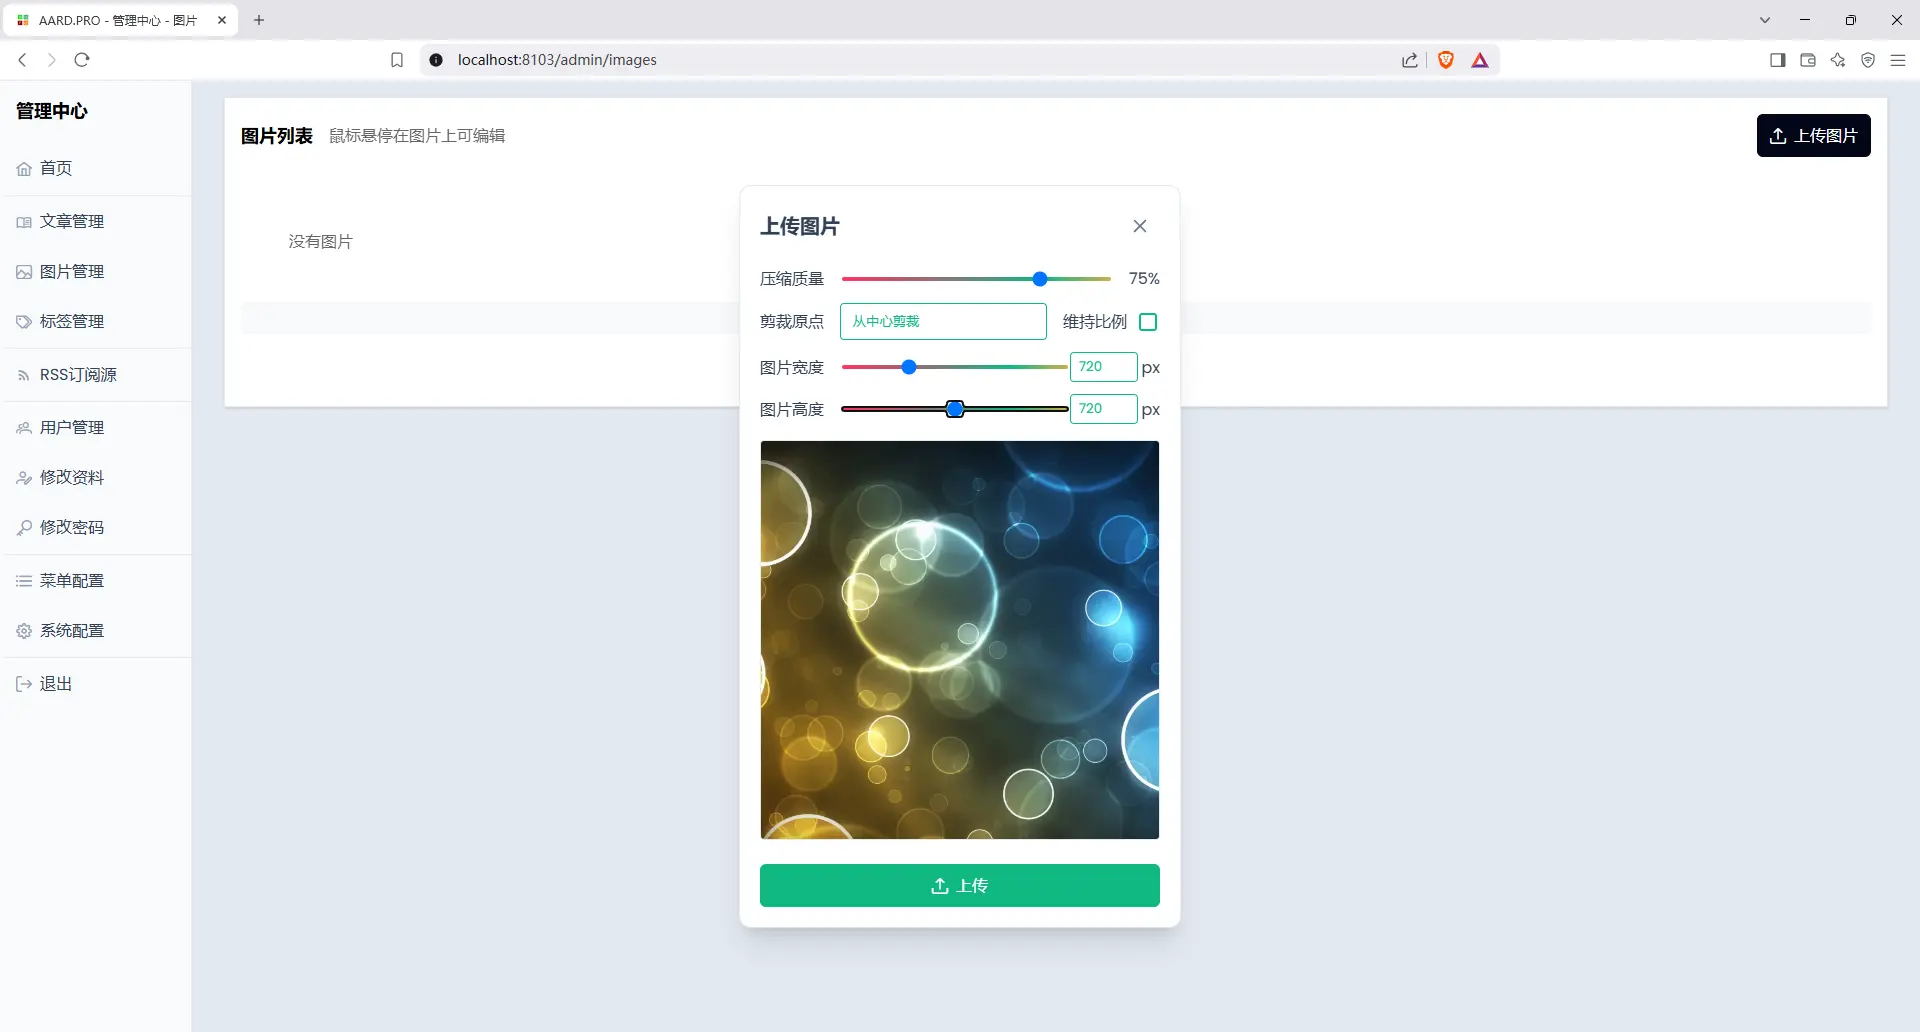 AARD.PRO - 管理中心 - 图片
localhost:8103/admin/images
管理中心
首页
文章管理
图片管理
标签管理
RSS订阅源
用户管理
修改资料
修改密码
菜单配置
系统配置
退出
图片列表 鼠标悬停在图片上可编辑
上传图片
没有图片
上传图片
压缩质量 75%
剪裁原点 从中心剪裁 维持比例
图片宽度 720 px
图片高度 720 px
上传